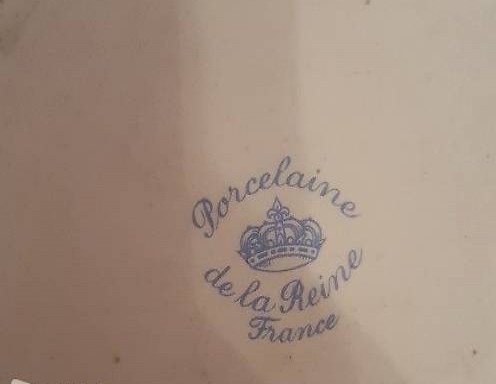 Porcelaine
de la Reine
France